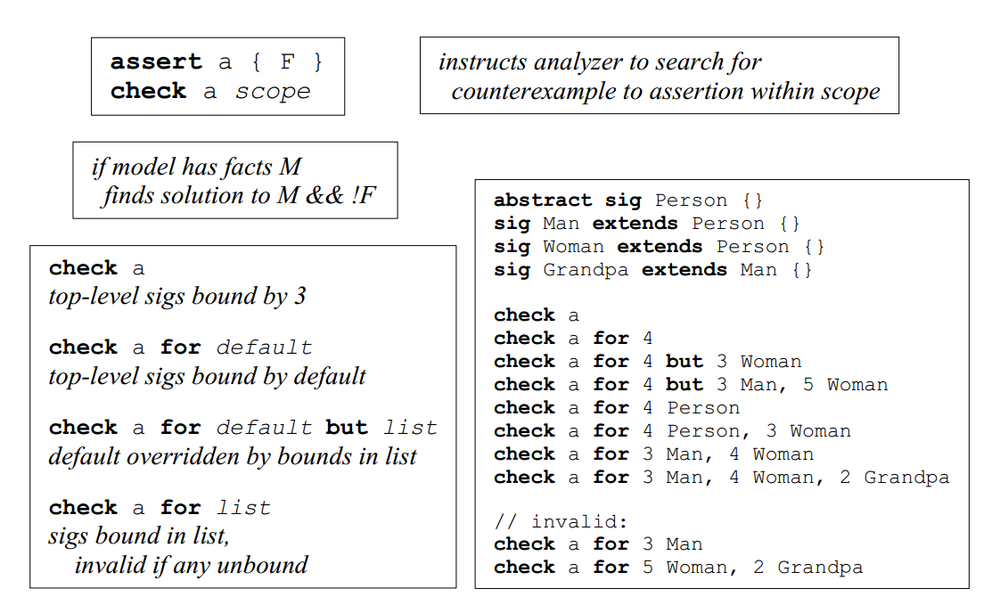 assert a { F }
check a scope
instructs analyzer to search for
counterexample to assertion within scope
if model has facts M
finds solution to M && !F
check a
top-level sigs bound by 3
check a for default
top-level sigs bound by default
check a for default but list
default overridden by bounds in list
check a for list
sigs bound in list,
invalid if any unbound
abstract sig Person {}
sig Man extends Person {}
sig Woman extends Person {}
sig Grandpa extends Man {}
check a
check a for 4
check a for 4 but 3 Woman
check a for 4 but 3 Man, 5 Woman
check a for 4 Person
check a for 4 Person, 3 Woman
check a for 3 Man, 4 Woman
check a for 3 Man, 4 Woman, 2 Grandpa
// invalid:
check a for 3 Man
check a for 5 Woman, 2 Grandpa